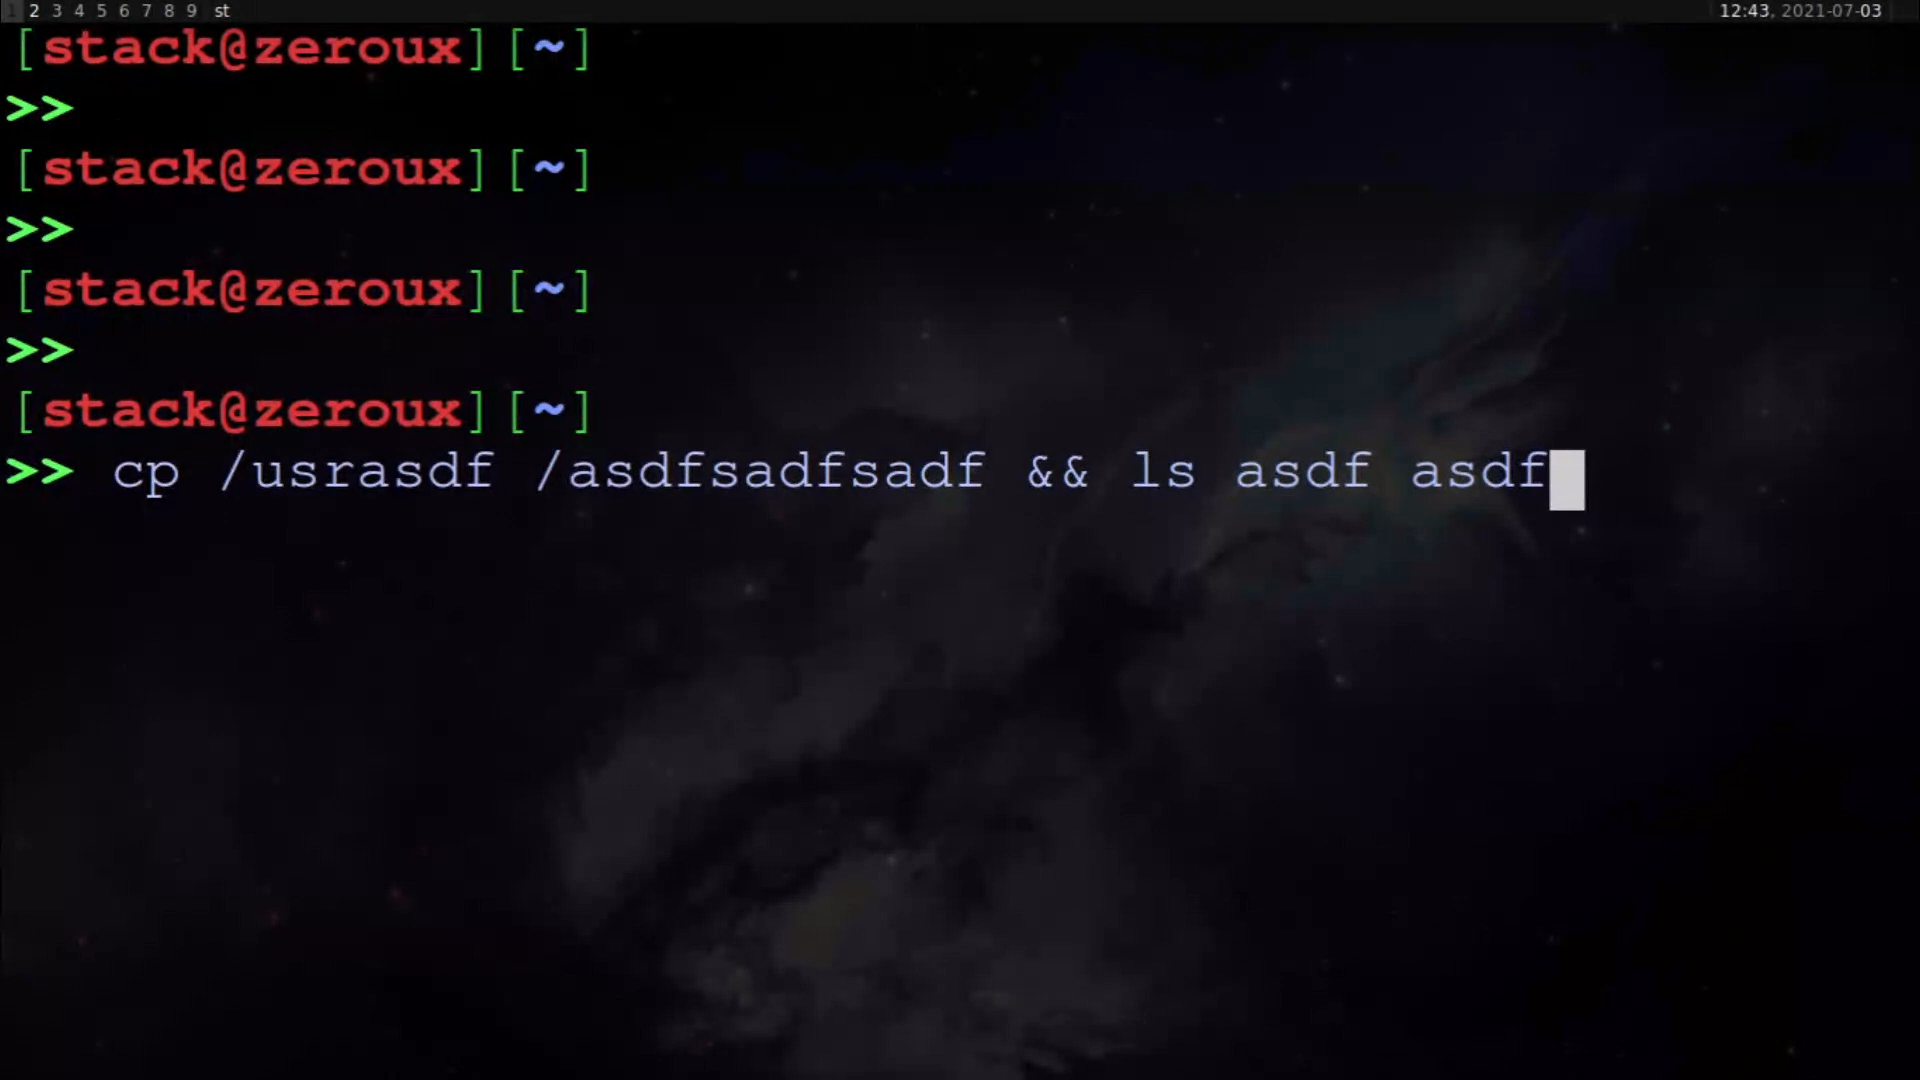 1 2 3 4 5 6 7 8 9 st 12:43, 2021-07-03
[stack@zeroux][~]
>>
[stack@zeroux][~]
>>
[stack@zeroux][~]
>>
[stack@zeroux][~]
>> cp /usrasdf /asdfsadfsadf && ls asdf asdf